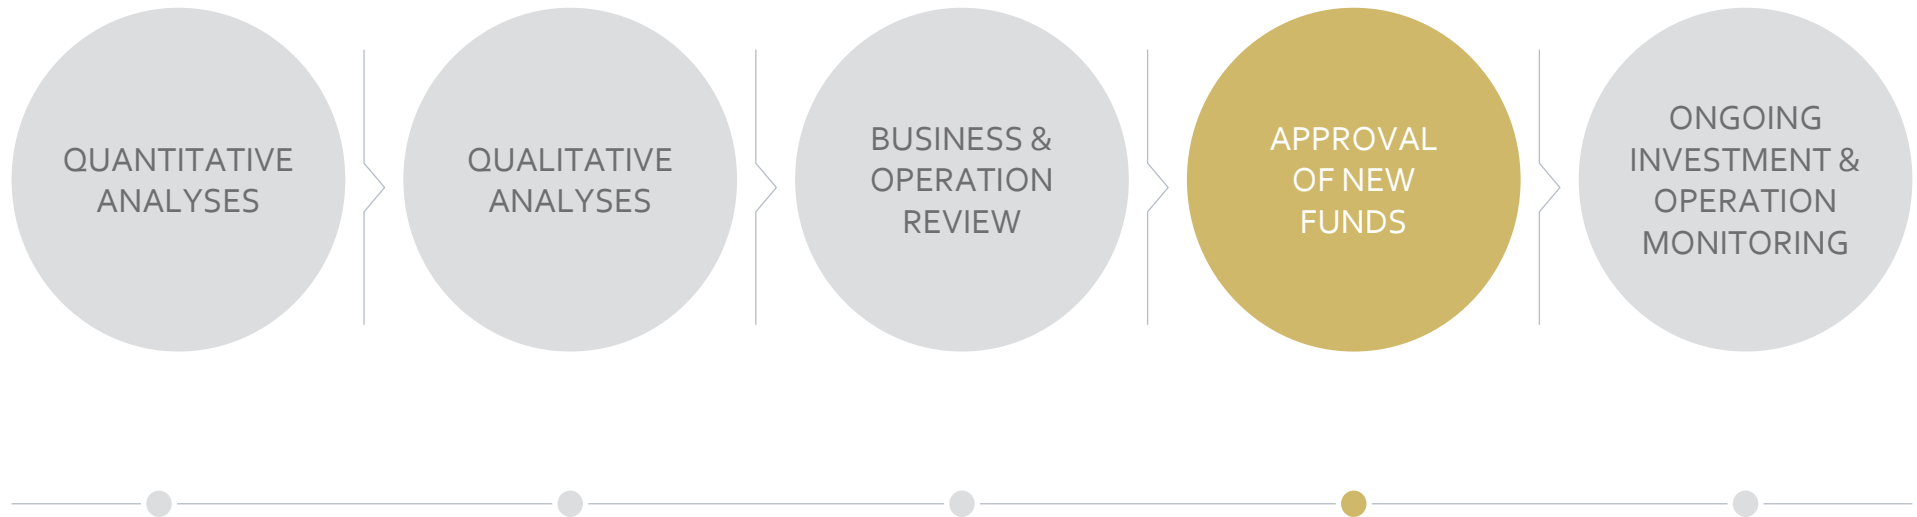 QUANTITATIVE
ANALYSES
QUALITATIVE
ANALYSES
BUSINESS &
OPERATION
REVIEW
APPROVAL
OF NEW
FUNDS
ONGOING
INVESTMENT &
OPERATION
MONITORING